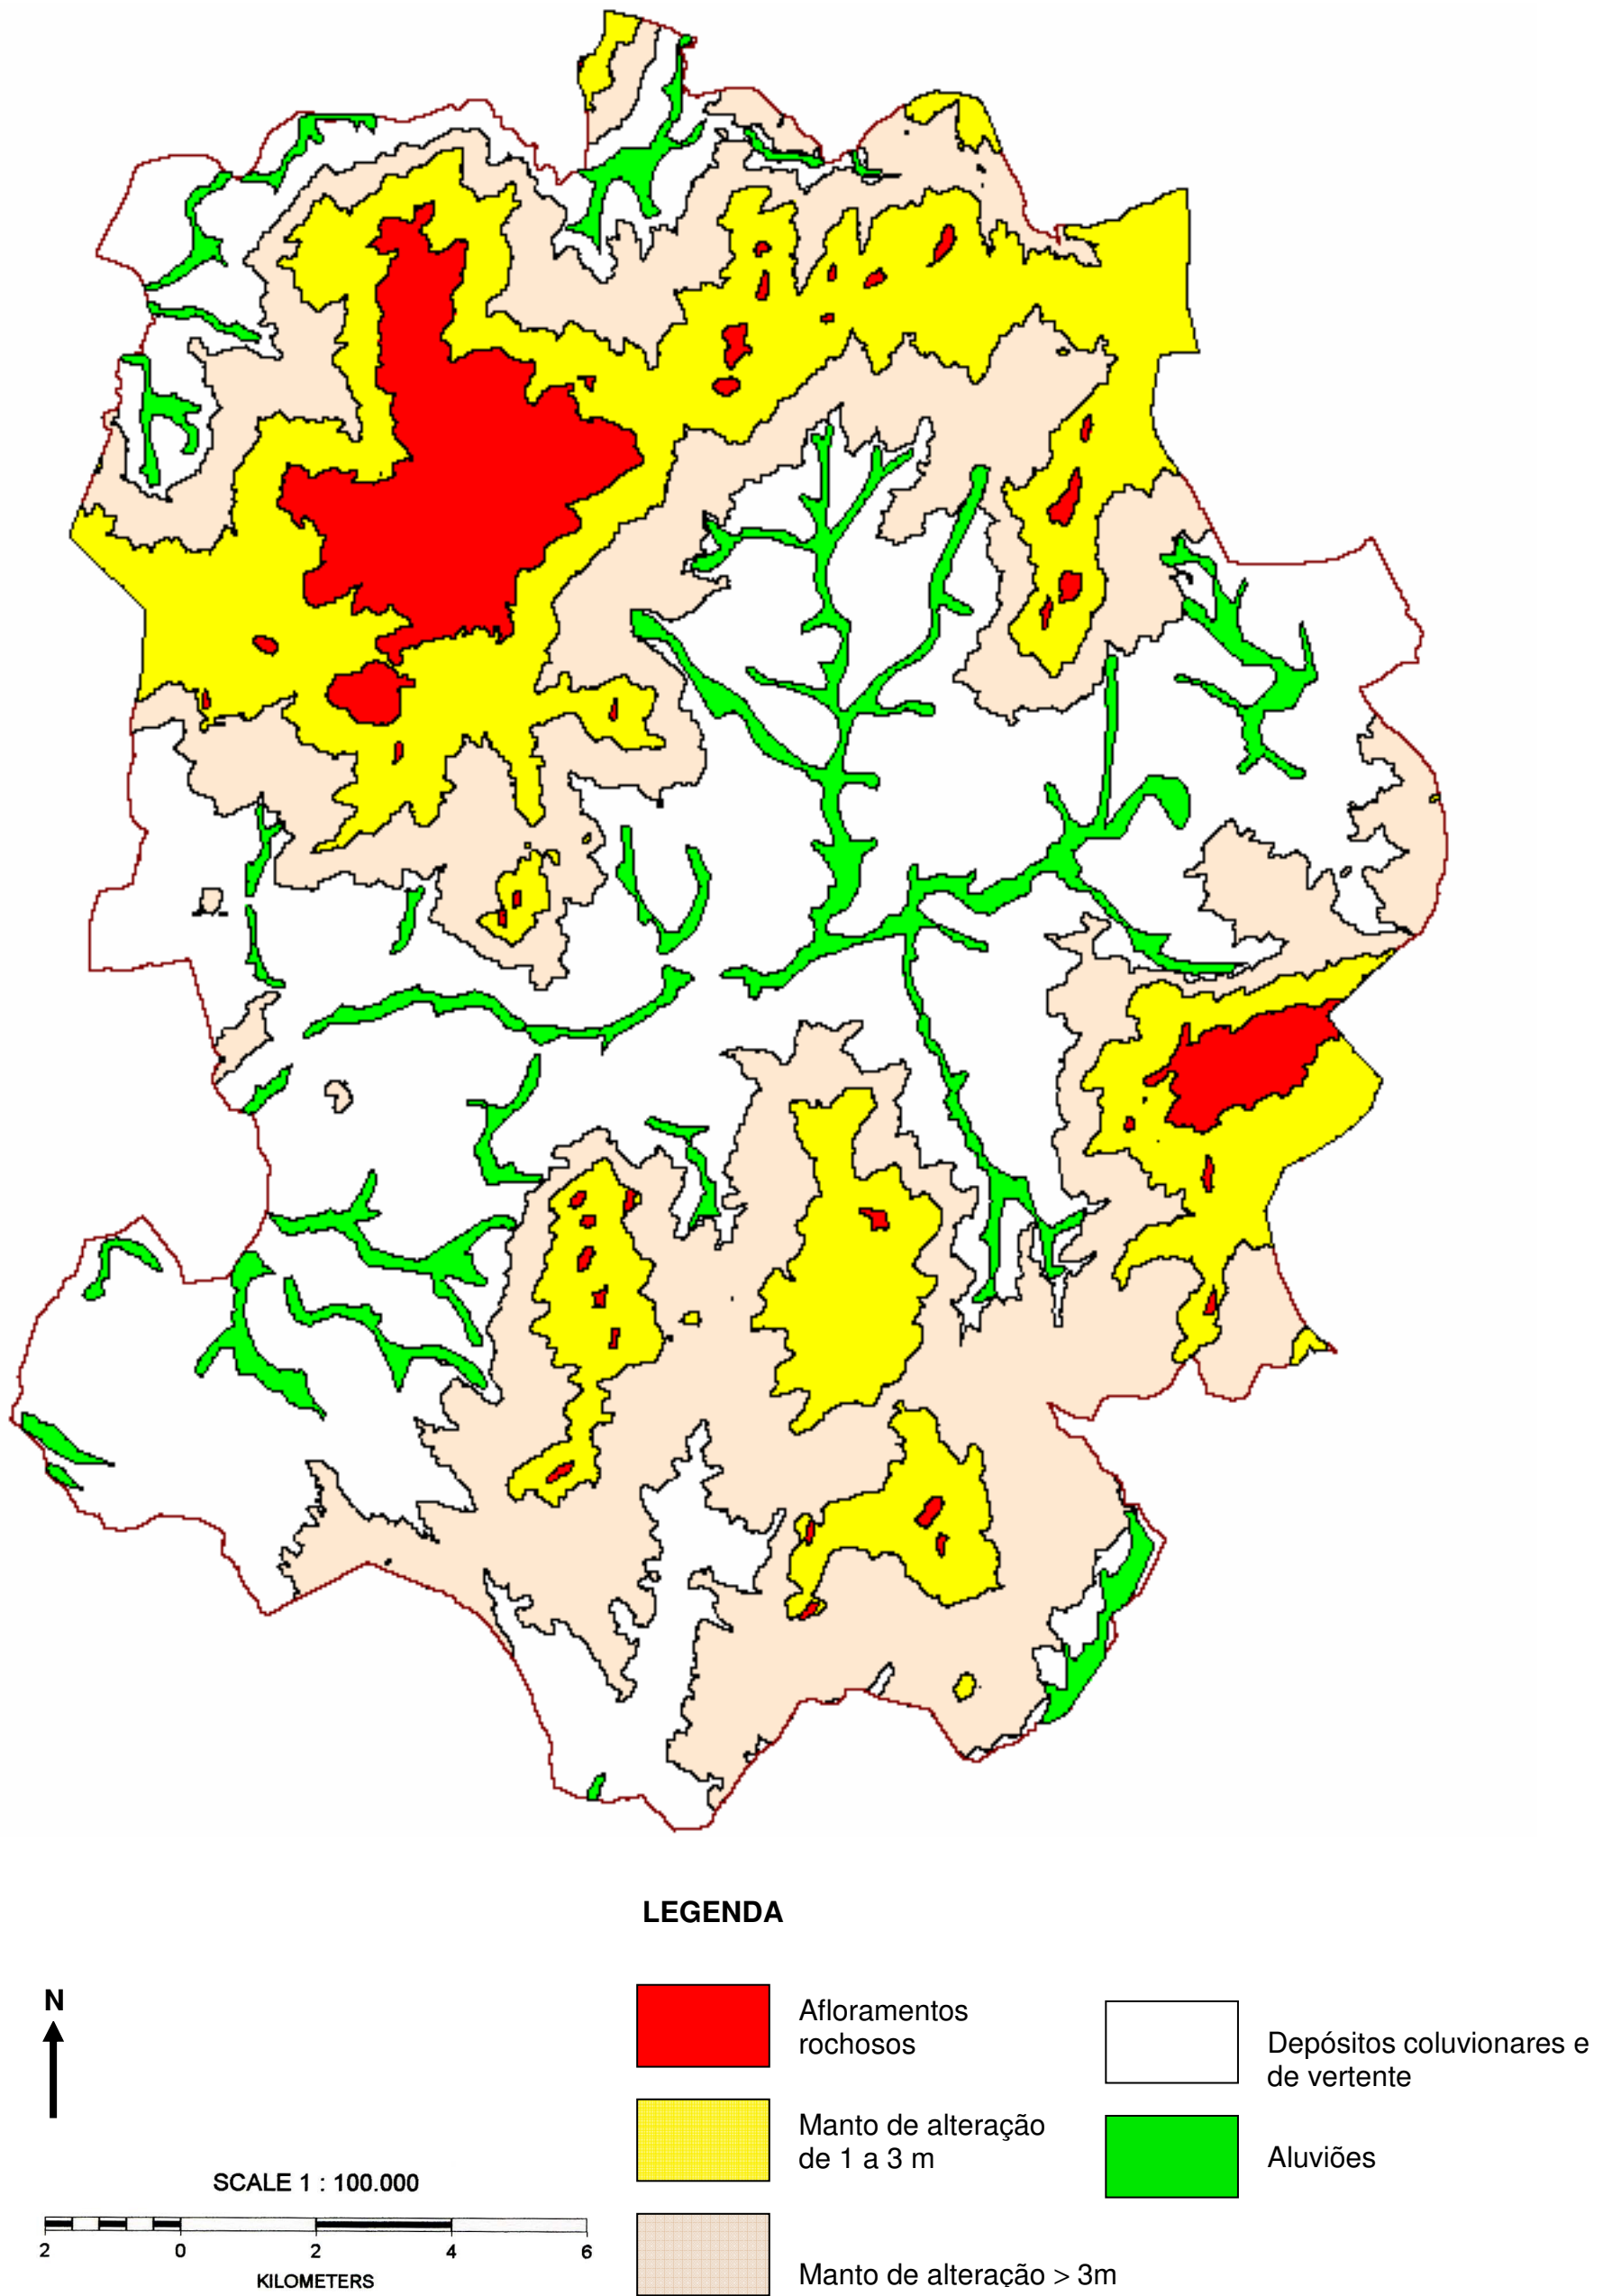 LEGENDA
N
Afloramentos
rochosos
Depósitos coluvionares e
de vertente
Manto de alteração
de 1 a 3 m
Aluviões
SCALE 1 : 100.000
2 0 2 4 6
KILOMETERS
Manto de alteração > 3m